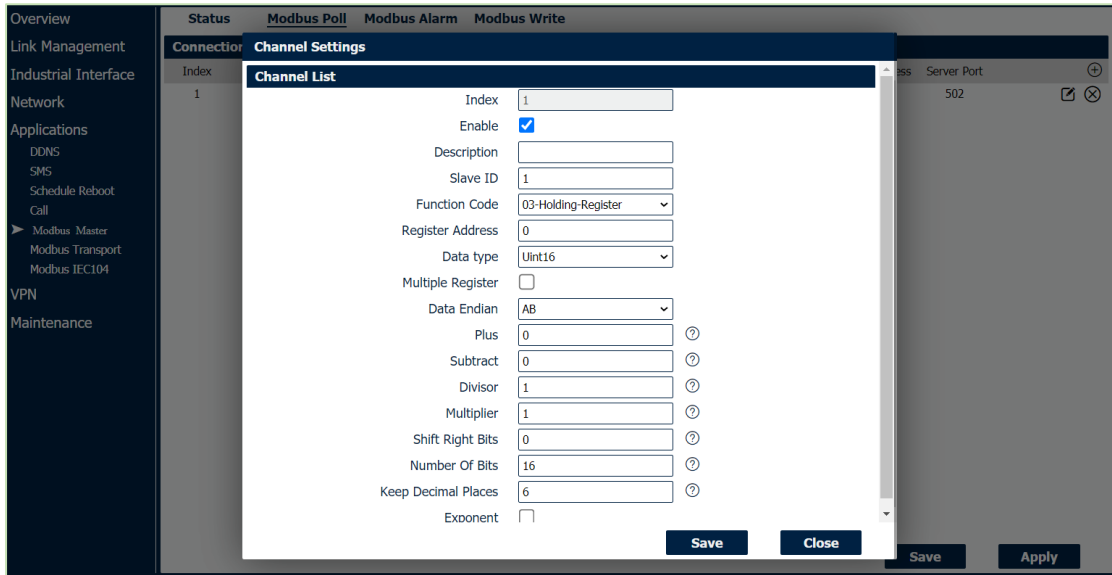 Overview
Link Management
Industrial Interface
Network
Applications
DDNS
SMS
Schedule Reboot
Call
Modbus Master
Modbus Transport
Modbus IEC104
VPN
Maintenance
Status Modbus Poll Modbus Alarm Modbus Write
Connection
Index ess Server Port
1 502
Channel Settings
Channel List
Index 1
Enable
Description
Slave ID 1
Function Code 03-Holding-Register
Register Address 0
Data type Uint16
Multiple Register
Data Endian AB
Plus 0 ?
Subtract 0 ?
Divisor 1 ?
Multiplier 1 ?
Shift Right Bits 0 ?
Number Of Bits 16 ?
Keep Decimal Places 6 ?
Exponent
Save Close
Save Apply